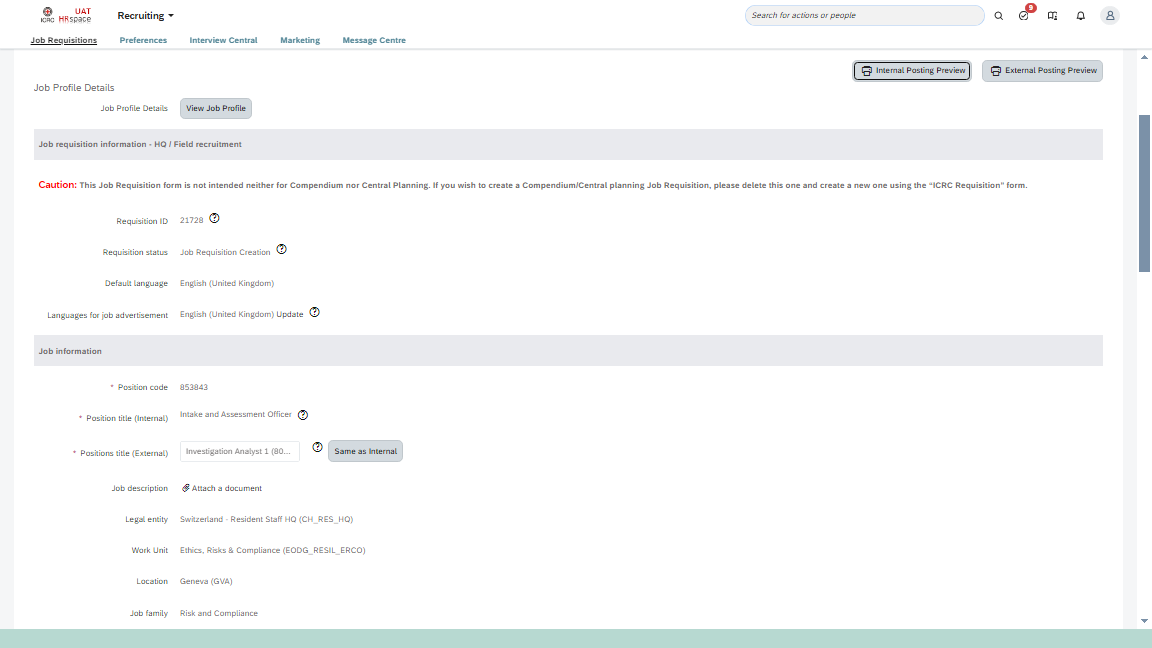 UAT
ICRC HRspace
Recruiting
Search for actions or people
9
Job Requisitions
Preferences
Interview Central
Marketing
Message Centre
Internal Posting Preview
External Posting Preview
Job Profile Details
Job Profile Details
View Job Profile
Job requisition information - HQ / Field recruitment
Caution: This Job Requisition form is not intended neither for Compendium nor Central Planning. If you wish to create a Compendium/Central planning Job Requisition, please delete this one and create a new one using the “ICRC Requisition” form.
Requisition ID 21728
Requisition status Job Requisition Creation
Default language English (United Kingdom)
Languages for job advertisement English (United Kingdom) Update
Job information
* Position code 853843
* Position title (Internal) Intake and Assessment Officer
* Positions title (External) Investigation Analyst 1 (80... Same as Internal
Job description Attach a document
Legal entity Switzerland - Resident Staff HQ (CH_RES_HQ)
Work Unit Ethics, Risks & Compliance (EODG_RESIL_ERCO)
Location Geneva (GVA)
Job family Risk and Compliance